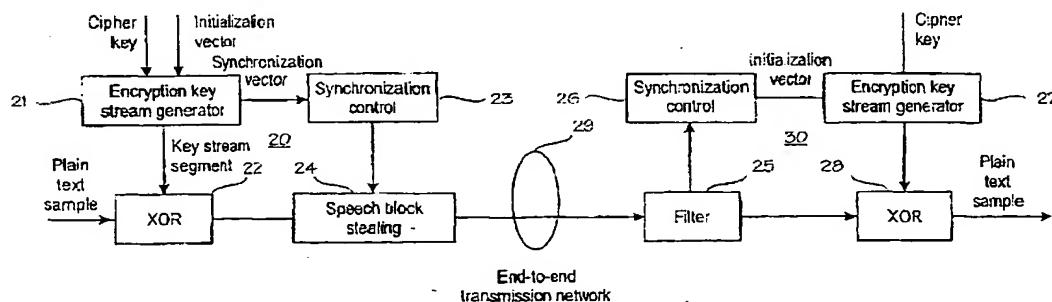 Cipher
key
Initialization
vector
Synchronization
vector
21
Encryption key
stream generator
Synchronization
control
23
Key stream
segment
20
22
24
Plain
text
sample
XOR
Speech block
stealing
29
End-to-end
transmission network
26
Synchronization
control
Initialization
vector
Cipher
key
Encryption key
stream generator
27
30
25
28
Filter
XOR
Plain
text
sample